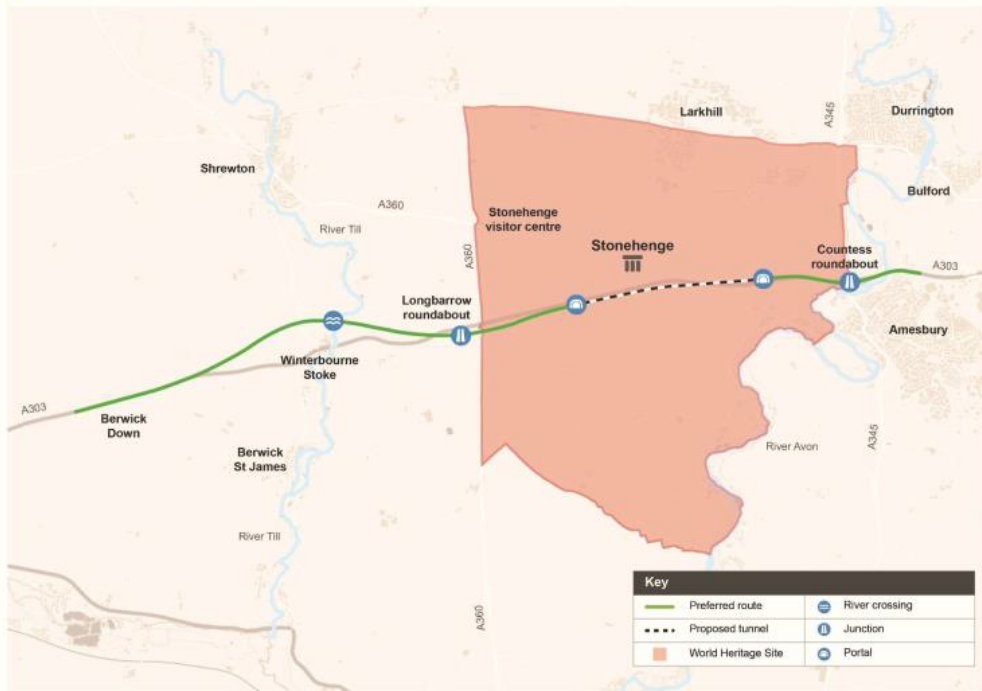 Larkhill
A345
Durrington
Shrewton
Bulford
A360
Stonehenge
visitor centre
River Till
A360
Stonehenge
Countess
roundabout
A303
Longbarrow
roundabout
Amesbury
Winterbourne
Stoke
A303
Berwick
Down
River Avon
A345
Berwick
St James
River Till
A360
Key
Preferred route
River crossing
Proposed tunnel
Junction
World Heritage Site
Portal